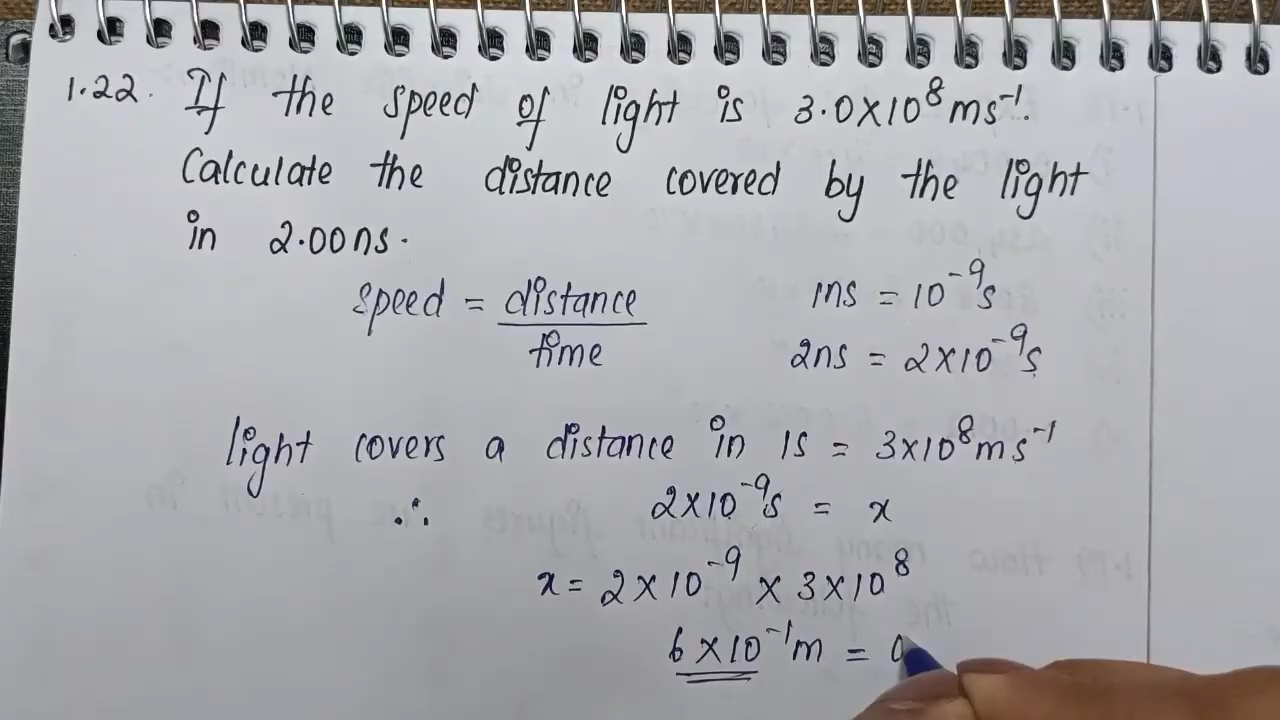 1.22. If the speed of light is 3.0×10⁸ms⁻¹.
Calculate the distance covered by the light
in 2.00ns.
speed = distance
time
1ns = 10⁻⁹s
2ns = 2×10⁻⁹s
light covers a distance in 1s = 3×10⁸ms⁻¹
∴ 2×10⁻⁹s = x
x = 2×10⁻⁹ × 3×10⁸
6×10⁻¹m = 0